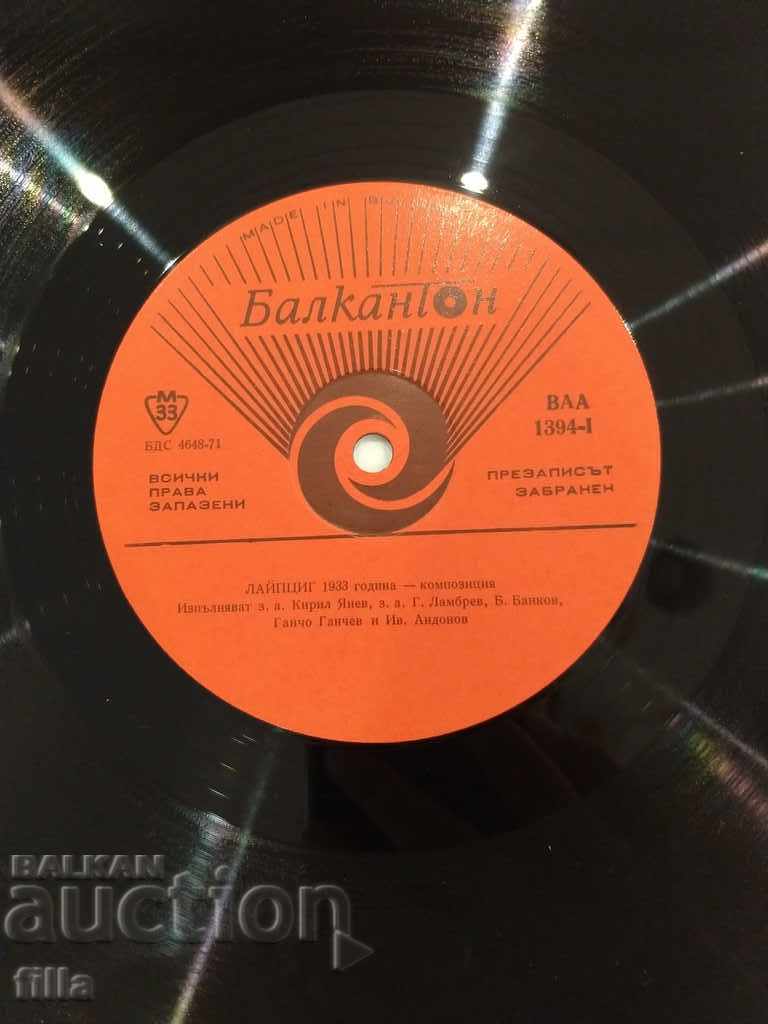 MADE IN
Балкантон
М
33
БДС 4648-71
ВАА
1394-I
ВСИЧКИ
ПРАВА
ЗАПАЗЕНИ
ПРЕЗАПИСЪТ
ЗАБРАНЕН
ЛАЙПЦИГ 1933 година — композиция
Изпълняват з. а. Кирил Янев, з. а. Г. Ламбрев, Б. Банков,
Ганчо Ганчев и Ив. Андонов
BALKAN
auction
filla